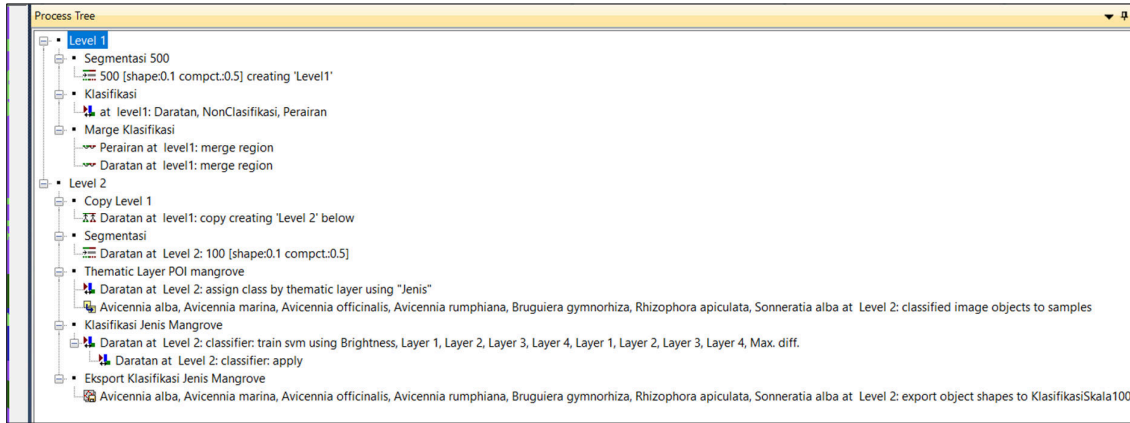 Process Tree
Level 1
Segmentasi 500
500 [shape:0.1 compct.:0.5] creating 'Level1'
Klasifikasi
at level1: Daratan, NonClasifikasi, Perairan
Marge Klasifikasi
Perairan at level1: merge region
Daratan at level1: merge region
Level 2
Copy Level 1
Daratan at level1: copy creating 'Level 2' below
Segmentasi
Daratan at Level 2: 100 [shape:0.1 compct.:0.5]
Thematic Layer POI mangrove
Daratan at Level 2: assign class by thematic layer using "Jenis"
Avicennia alba, Avicennia marina, Avicennia officinalis, Avicennia rumphiana, Bruguiera gymnorhiza, Rhizophora apiculata, Sonneratia alba at Level 2: classified image objects to samples
Klasifikasi Jenis Mangrove
Daratan at Level 2: classifier: train svm using Brightness, Layer 1, Layer 2, Layer 3, Layer 4, Layer 1, Layer 2, Layer 3, Layer 4, Max. diff.
Daratan at Level 2: classifier: apply
Eksport Klasifikasi Jenis Mangrove
Avicennia alba, Avicennia marina, Avicennia officinalis, Avicennia rumphiana, Bruguiera gymnorhiza, Rhizophora apiculata, Sonneratia alba at Level 2: export object shapes to KlasifikasiSkala100